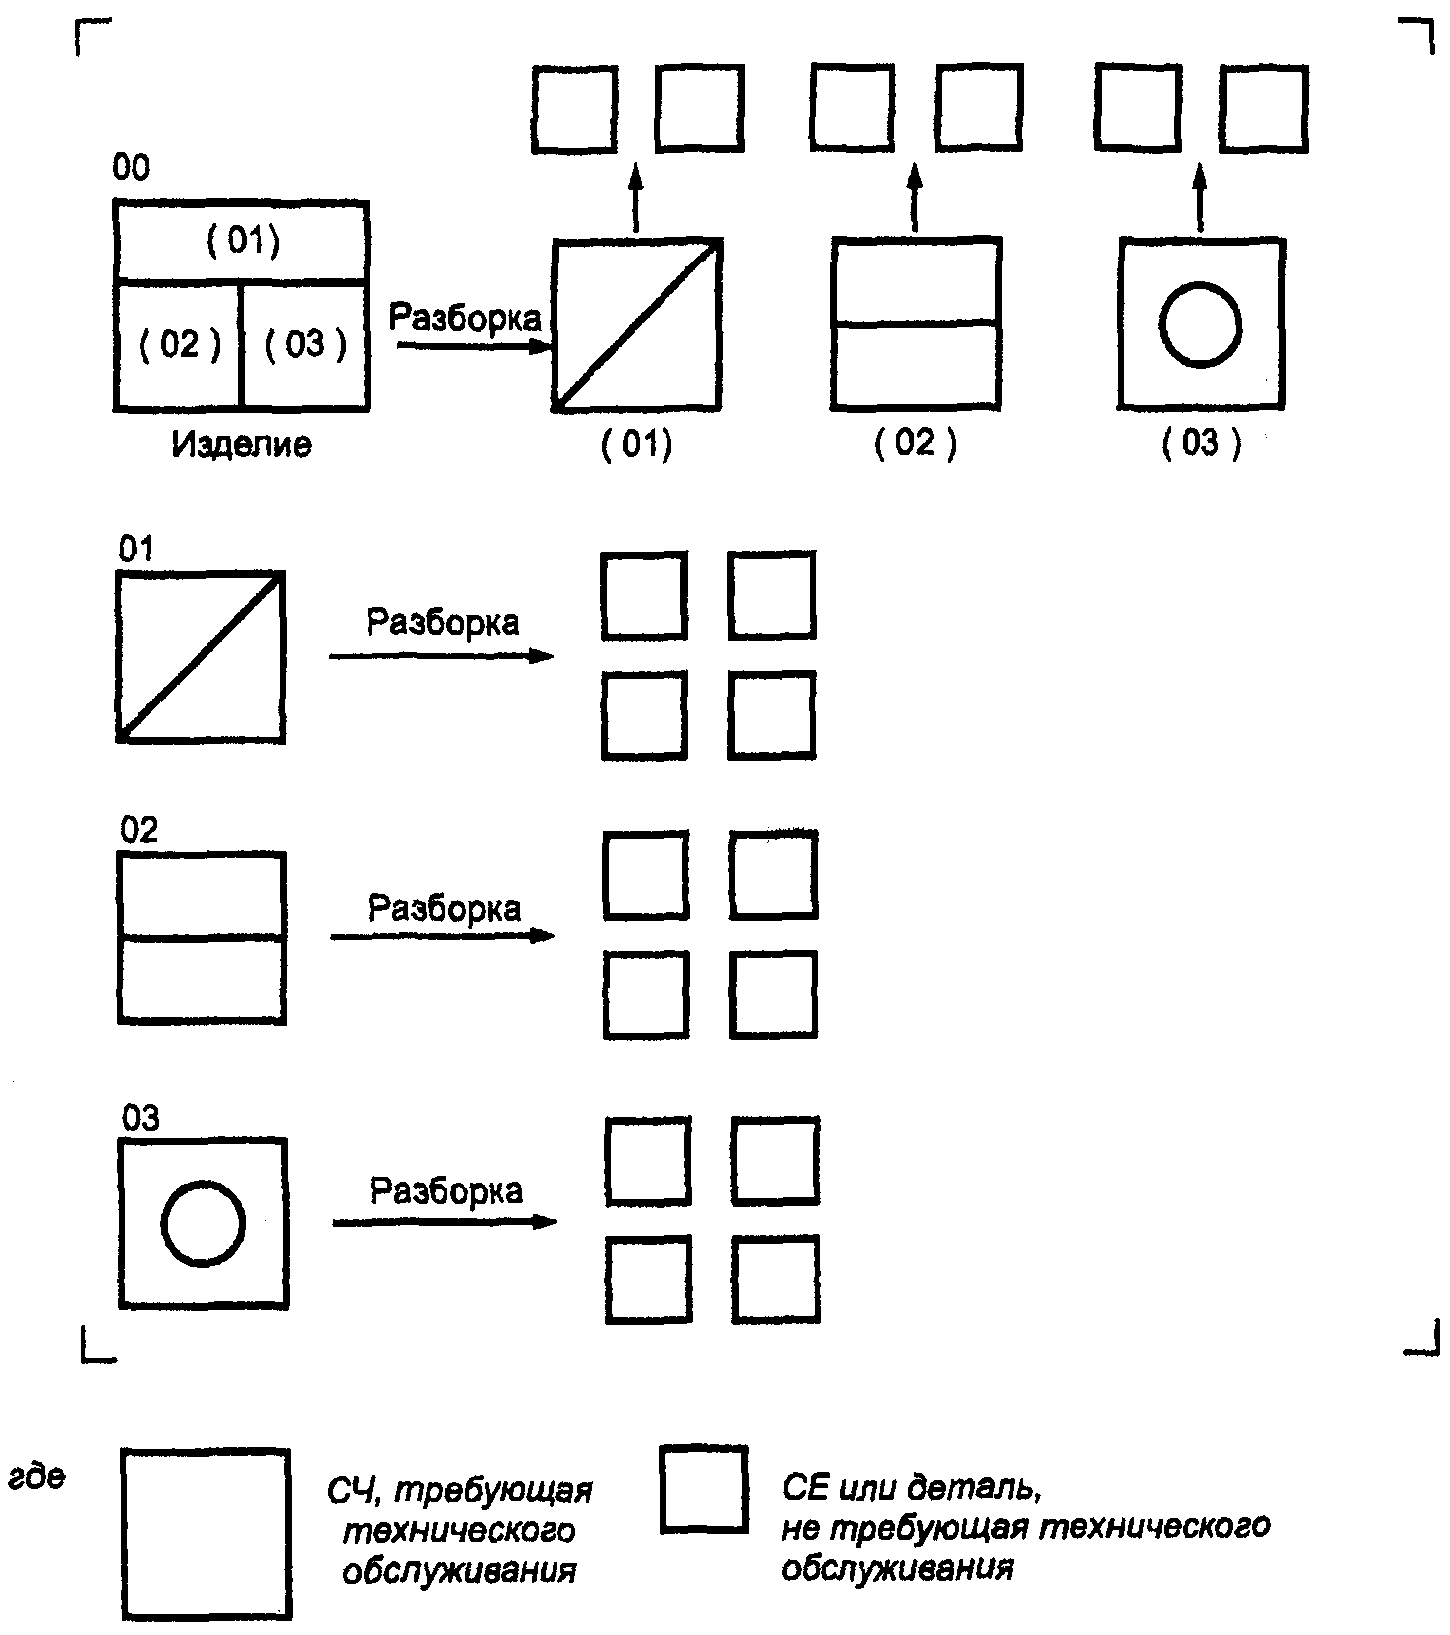 00
( 01)
( 02 ) ( 03 )
Изделие
Разборка
( 01)
( 02 )
( 03 )
01
Разборка
02
Разборка
03
Разборка
где
СЧ, требующая
технического
обслуживания
СЕ или деталь,
не требующая технического
обслуживания